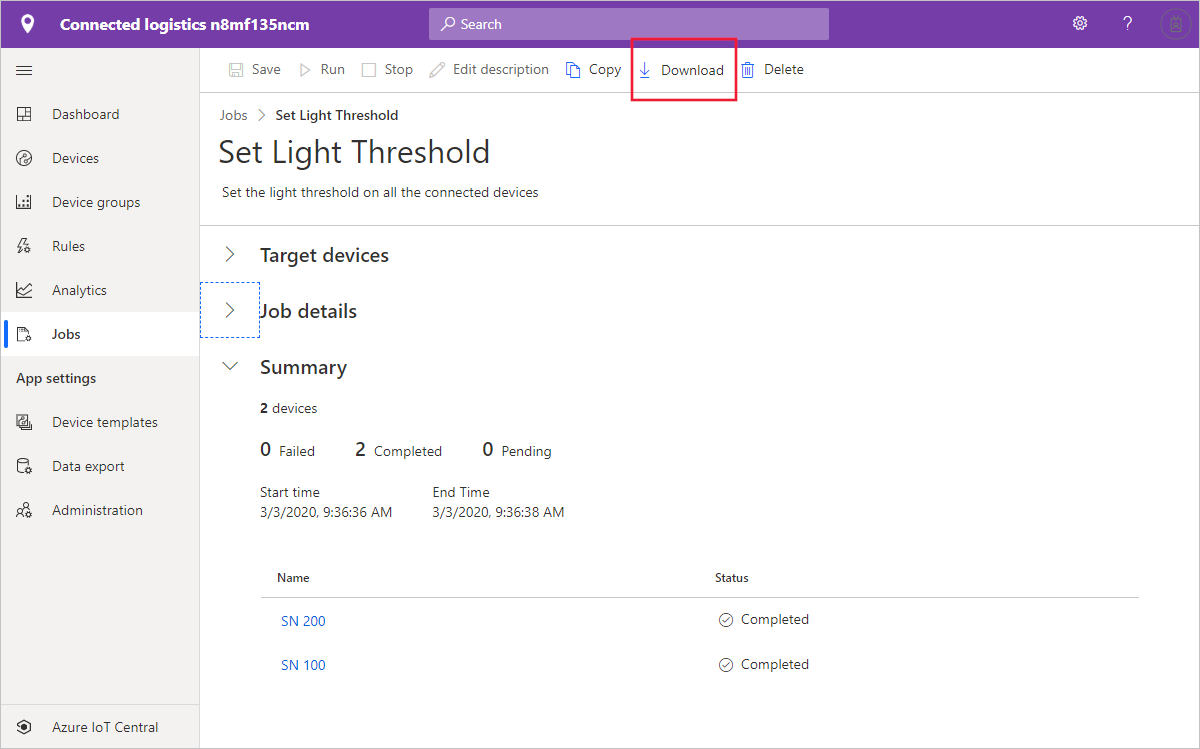 Connected logistics n8mf135ncm
Search
?
Save Run Stop Edit description Copy Download Delete
Dashboard
Devices
Device groups
Rules
Analytics
Jobs
App settings
Device templates
Data export
Administration
Azure IoT Central
Jobs > Set Light Threshold
Set Light Threshold
Set the light threshold on all the connected devices
Target devices
Job details
Summary
2 devices
0 Failed 2 Completed 0 Pending
Start time End Time
3/3/2020, 9:36:36 AM 3/3/2020, 9:36:38 AM
Name Status
SN 200 Completed
SN 100 Completed